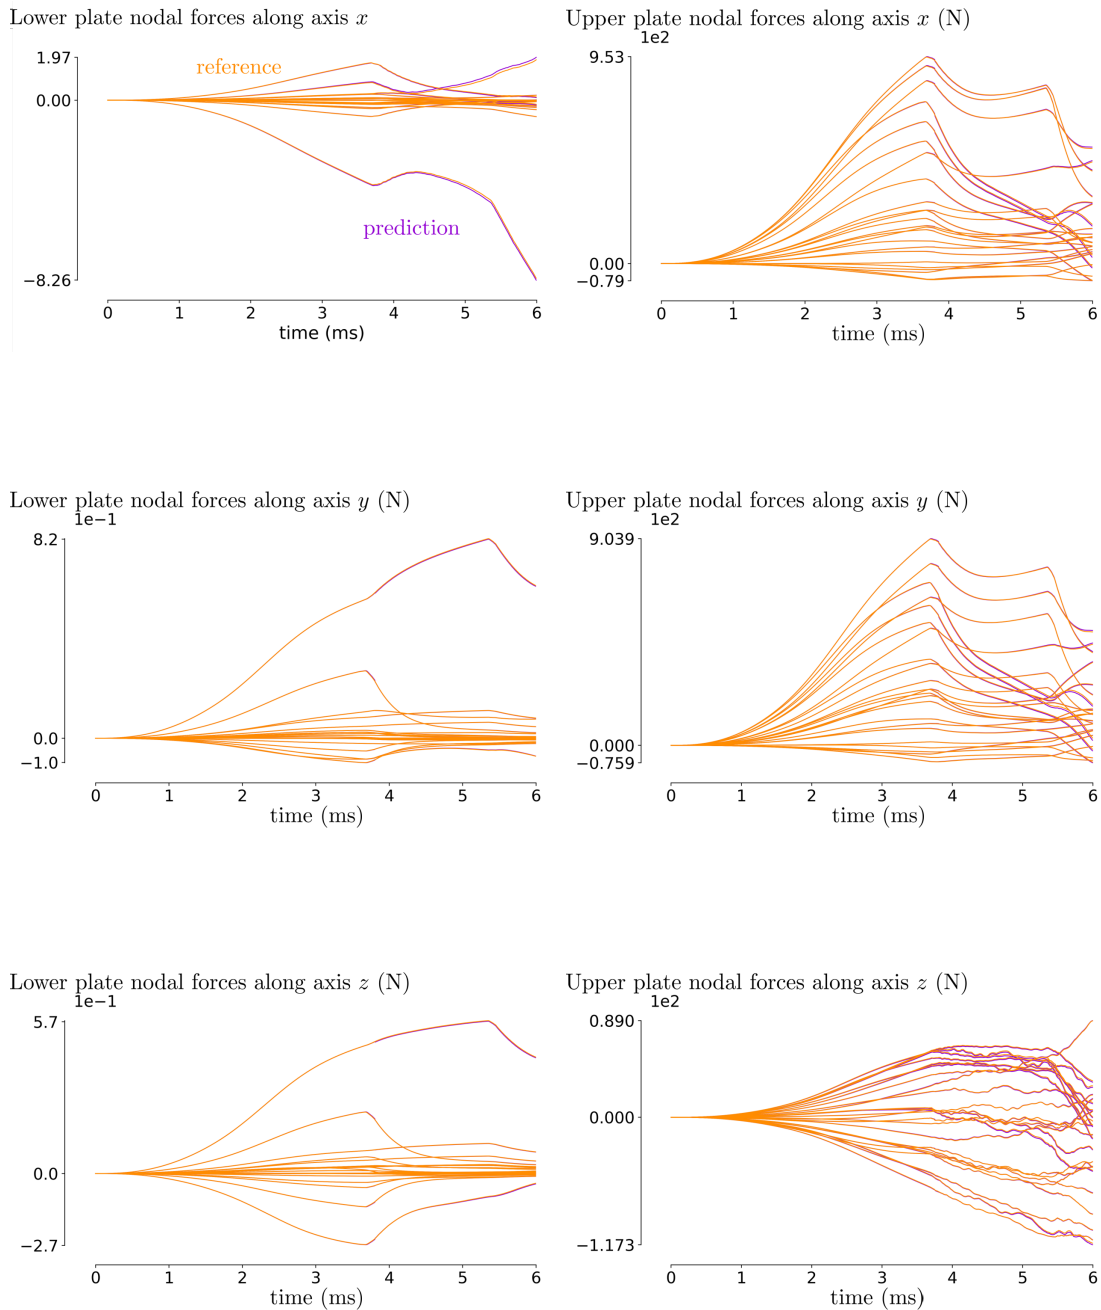 Lower plate nodal forces along axis x
1.97
0.00
−8.26
reference
prediction
0 1 2 3 4 5 6
time (ms)
Upper plate nodal forces along axis x (N)
1e2
9.53
0.00
−0.79
0 1 2 3 4 5 6
time (ms)
Lower plate nodal forces along axis y (N)
1e−1
8.2
0.0
−1.0
0 1 2 3 4 5 6
time (ms)
Upper plate nodal forces along axis y (N)
1e2
9.039
0.000
−0.759
0 1 2 3 4 5 6
time (ms)
Lower plate nodal forces along axis z (N)
1e−1
5.7
0.0
−2.7
0 1 2 3 4 5 6
time (ms)
Upper plate nodal forces along axis z (N)
1e2
0.890
0.000
−1.173
0 1 2 3 4 5 6
time (ms)